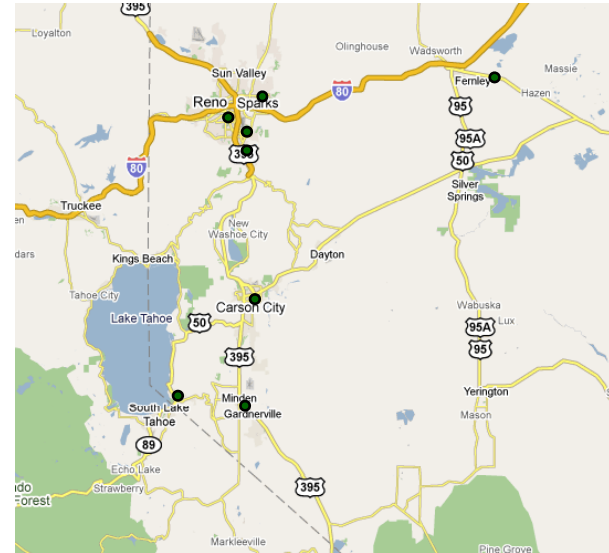 395
Loyalton
Olinghouse
Wadsworth
Sun Valley
Massie
Fernley
80
Hazen
Reno
Sparks
95
95A
80
50
Silver
Springs
Truckee
New
Washoe City
Dayton
Kings Beach
dars
Tahoe City
Carson City
Wabuska
Lake Tahoe
50
Lux
95A
395
95
Yerington
Minden
South Lake
Tahoe
Gardnerville
Mason
89
Echo Lake
Strawberry
395
do
Forest
Markleeville
Pine Grove